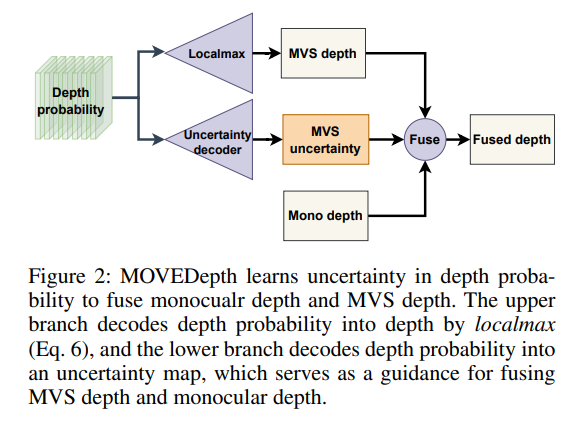 Localmax
MVS depth
Depth
probability
Uncertainty
decoder
MVS
uncertainty
Fuse
Fused depth
Mono depth
Figure 2: MOVEDepth learns uncertainty in depth proba-
bility to fuse monocualr depth and MVS depth. The upper
branch decodes depth probability into depth by localmax
(Eq. 6), and the lower branch decodes depth probability into
an uncertainty map, which serves as a guidance for fusing
MVS depth and monocular depth.